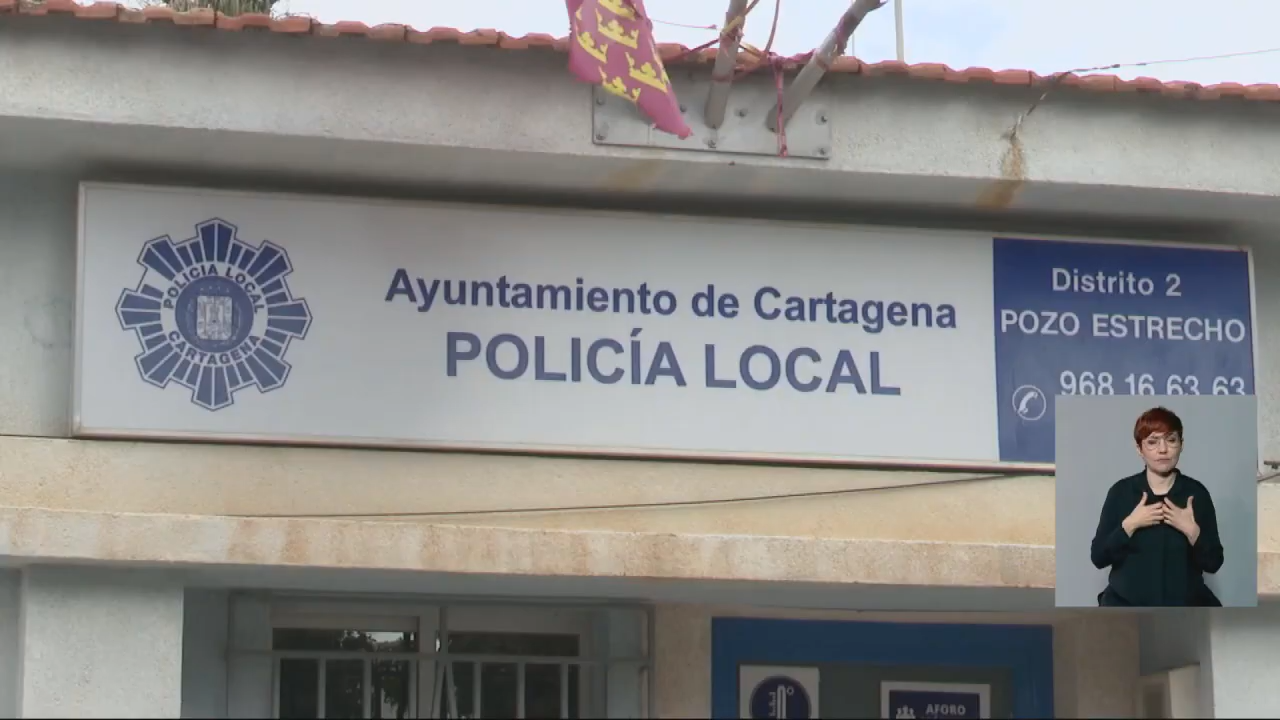 POLICIA LOCAL
CARTAGENA
Ayuntamiento de Cartagena
POLICÍA LOCAL
Distrito 2
POZO ESTRECHO
968 16 63 63
AFORO